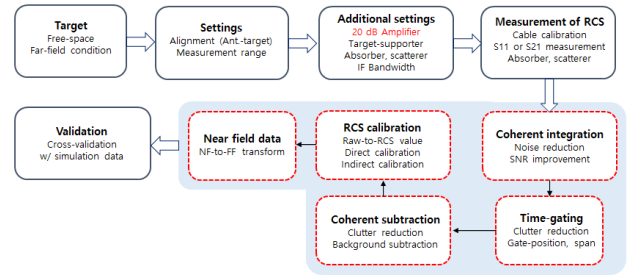 Target
Free-space
Far-field condition
Settings
Alignment (Ant.-target)
Measurement range
Additional settings
20 dB Amplifier
Target-supporter
Absorber, scatterer
IF Bandwidth
Measurement of RCS
Cable calibration
S11 or S21 measurement
Absorber, scatterer
Coherent integration
Noise reduction
SNR improvement
Time-gating
Clutter reduction
Gate-position, span
Coherent subtraction
Clutter reduction
Background subtraction
RCS calibration
Raw-to-RCS value
Direct calibration
Indirect calibration
Near field data
NF-to-FF transform
Validation
Cross-validation
w/ simulation data